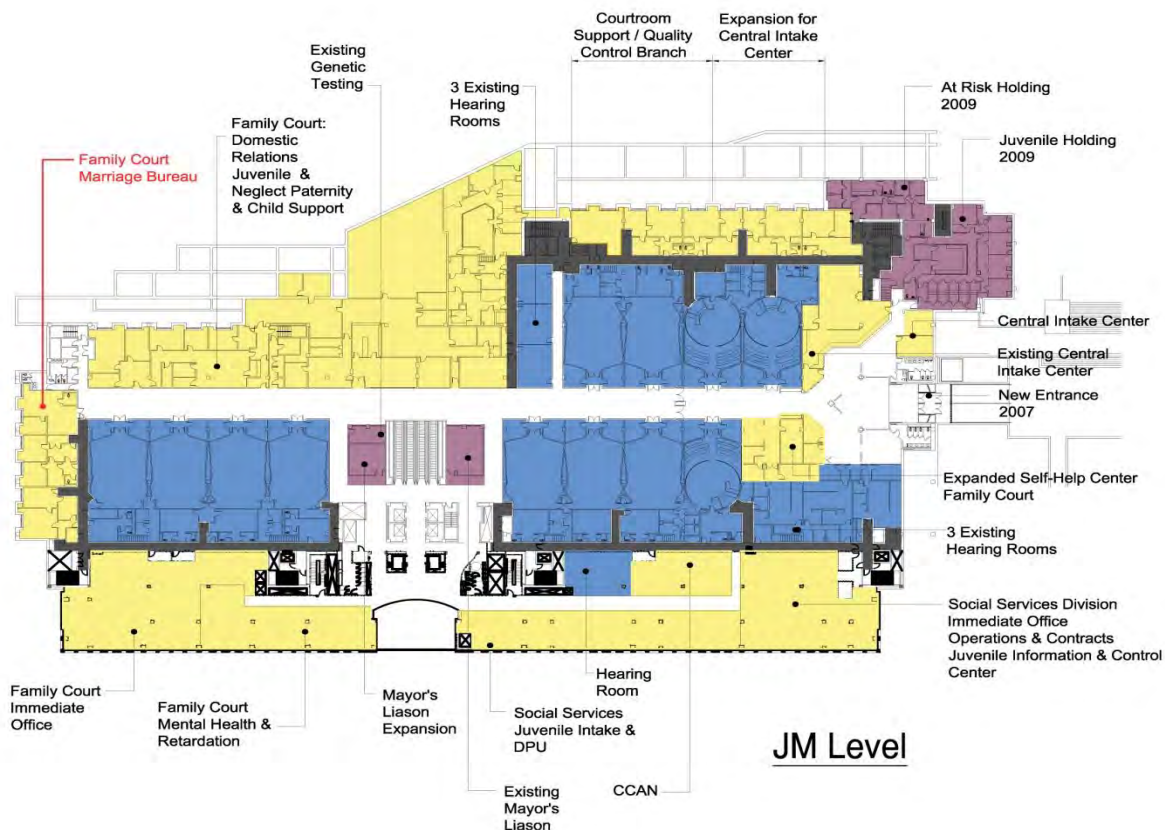 Courtroom
Support / Quality
Control Branch
Expansion for
Central Intake
Center
Existing
Genetic
Testing
3 Existing
Hearing
Rooms
At Risk Holding
2009
Family Court:
Domestic
Relations
Juvenile &
Neglect Paternity
& Child Support
Juvenile Holding
2009
Family Court
Marriage Bureau
Central Intake Center
Existing Central
Intake Center
New Entrance
2007
Expanded Self-Help Center
Family Court
3 Existing
Hearing Rooms
Social Services Division
Immediate Office
Operations & Contracts
Juvenile Information & Control
Center
Family Court
Immediate
Office
Family Court
Mental Health &
Retardation
Mayor's
Liason
Expansion
Hearing
Room
Social Services
Juvenile Intake &
DPU
Existing
Mayor's
Liason
CCAN
JM Level